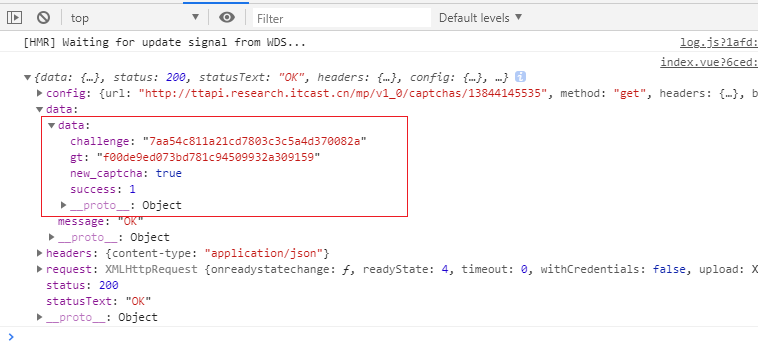 top Filter Default levels
[HMR] Waiting for update signal from WDS... log.js?1afd:
index.vue?6ced:
{data: {…}, status: 200, statusText: "OK", headers: {…}, config: {…}, …}
config: {url: "http://ttapi.research.itcast.cn/mp/v1_0/captchas/13844145535", method: "get", headers: {…}, b
data:
data:
challenge: "7aa54c811a21cd7803c3c5a4d370082a"
gt: "f00de9ed073bd781c94509932a309159"
new_captcha: true
success: 1
__proto__: Object
message: "OK"
__proto__: Object
headers: {content-type: "application/json"}
request: XMLHttpRequest {onreadystatechange: ƒ, readyState: 4, timeout: 0, withCredentials: false, upload: X
status: 200
statusText: "OK"
__proto__: Object